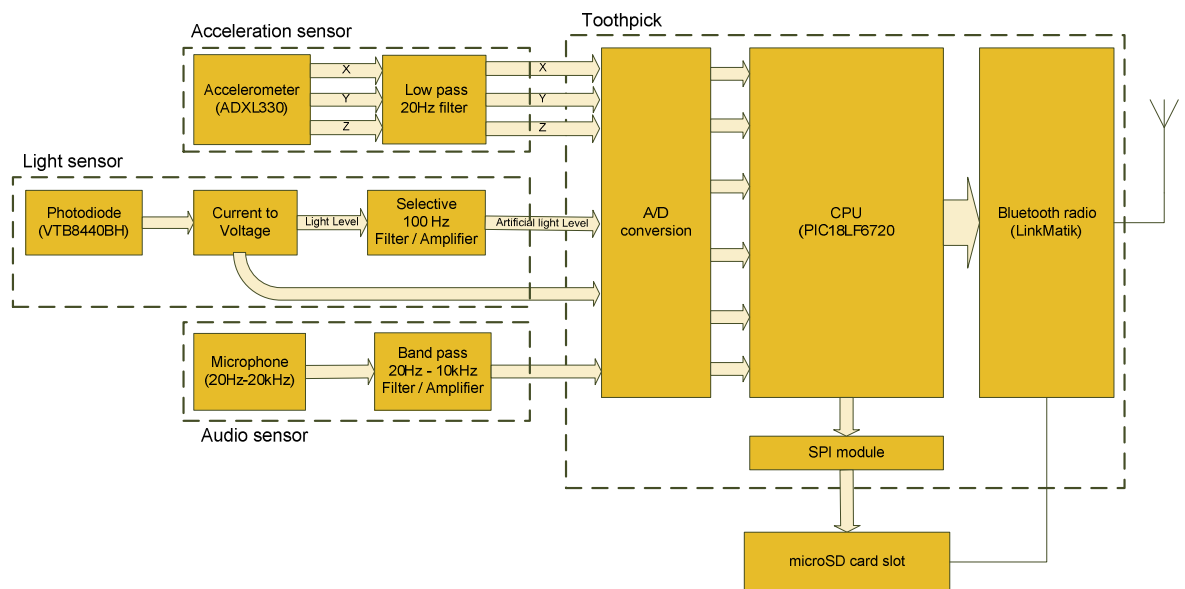 Toothpick
Acceleration sensor
Accelerometer
(ADXL330)
X
Y
Z
Low pass
20Hz filter
X
Y
Z
Light sensor
Photodiode
(VTB8440BH)
Current to
Voltage
Light Level
Selective
100 Hz
Filter / Amplifier
Artificial light Level
A/D
conversion
CPU
(PIC18LF6720
Bluetooth radio
(LinkMatik)
Microphone
(20Hz-20kHz)
Band pass
20Hz - 10kHz
Filter / Amplifier
Audio sensor
SPI module
microSD card slot